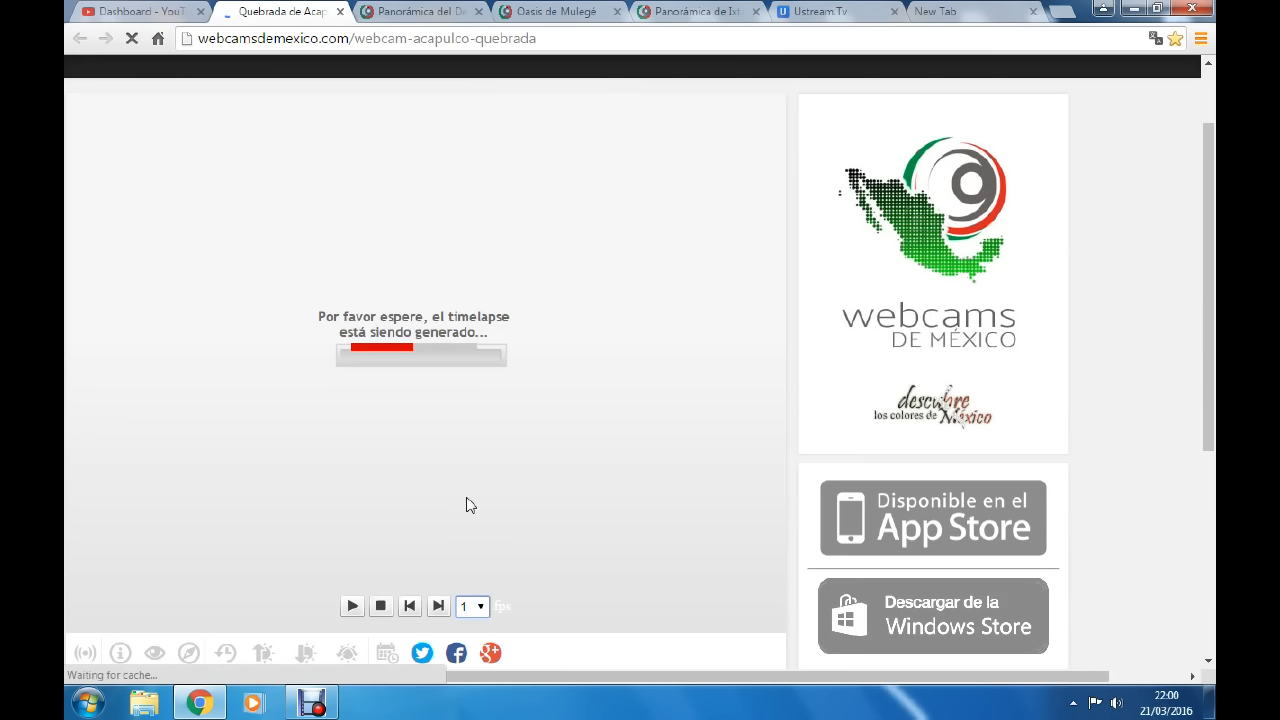 Dashboard - YouT
Quebrada de Acap
Panorámica del De
Oasis de Mulegé
Panorámica de Ixta
Ustream.Tv
New Tab
webcamsdemexico.com/webcam-acapulco-quebrada
Por favor espere, el timelapse
está siendo generado...
webcams
DE MÉXICO
descubre
los colores de México
Disponible en el
App Store
Descargar de la
Windows Store
1
fps
Waiting for cache...
22:00
21/03/2016